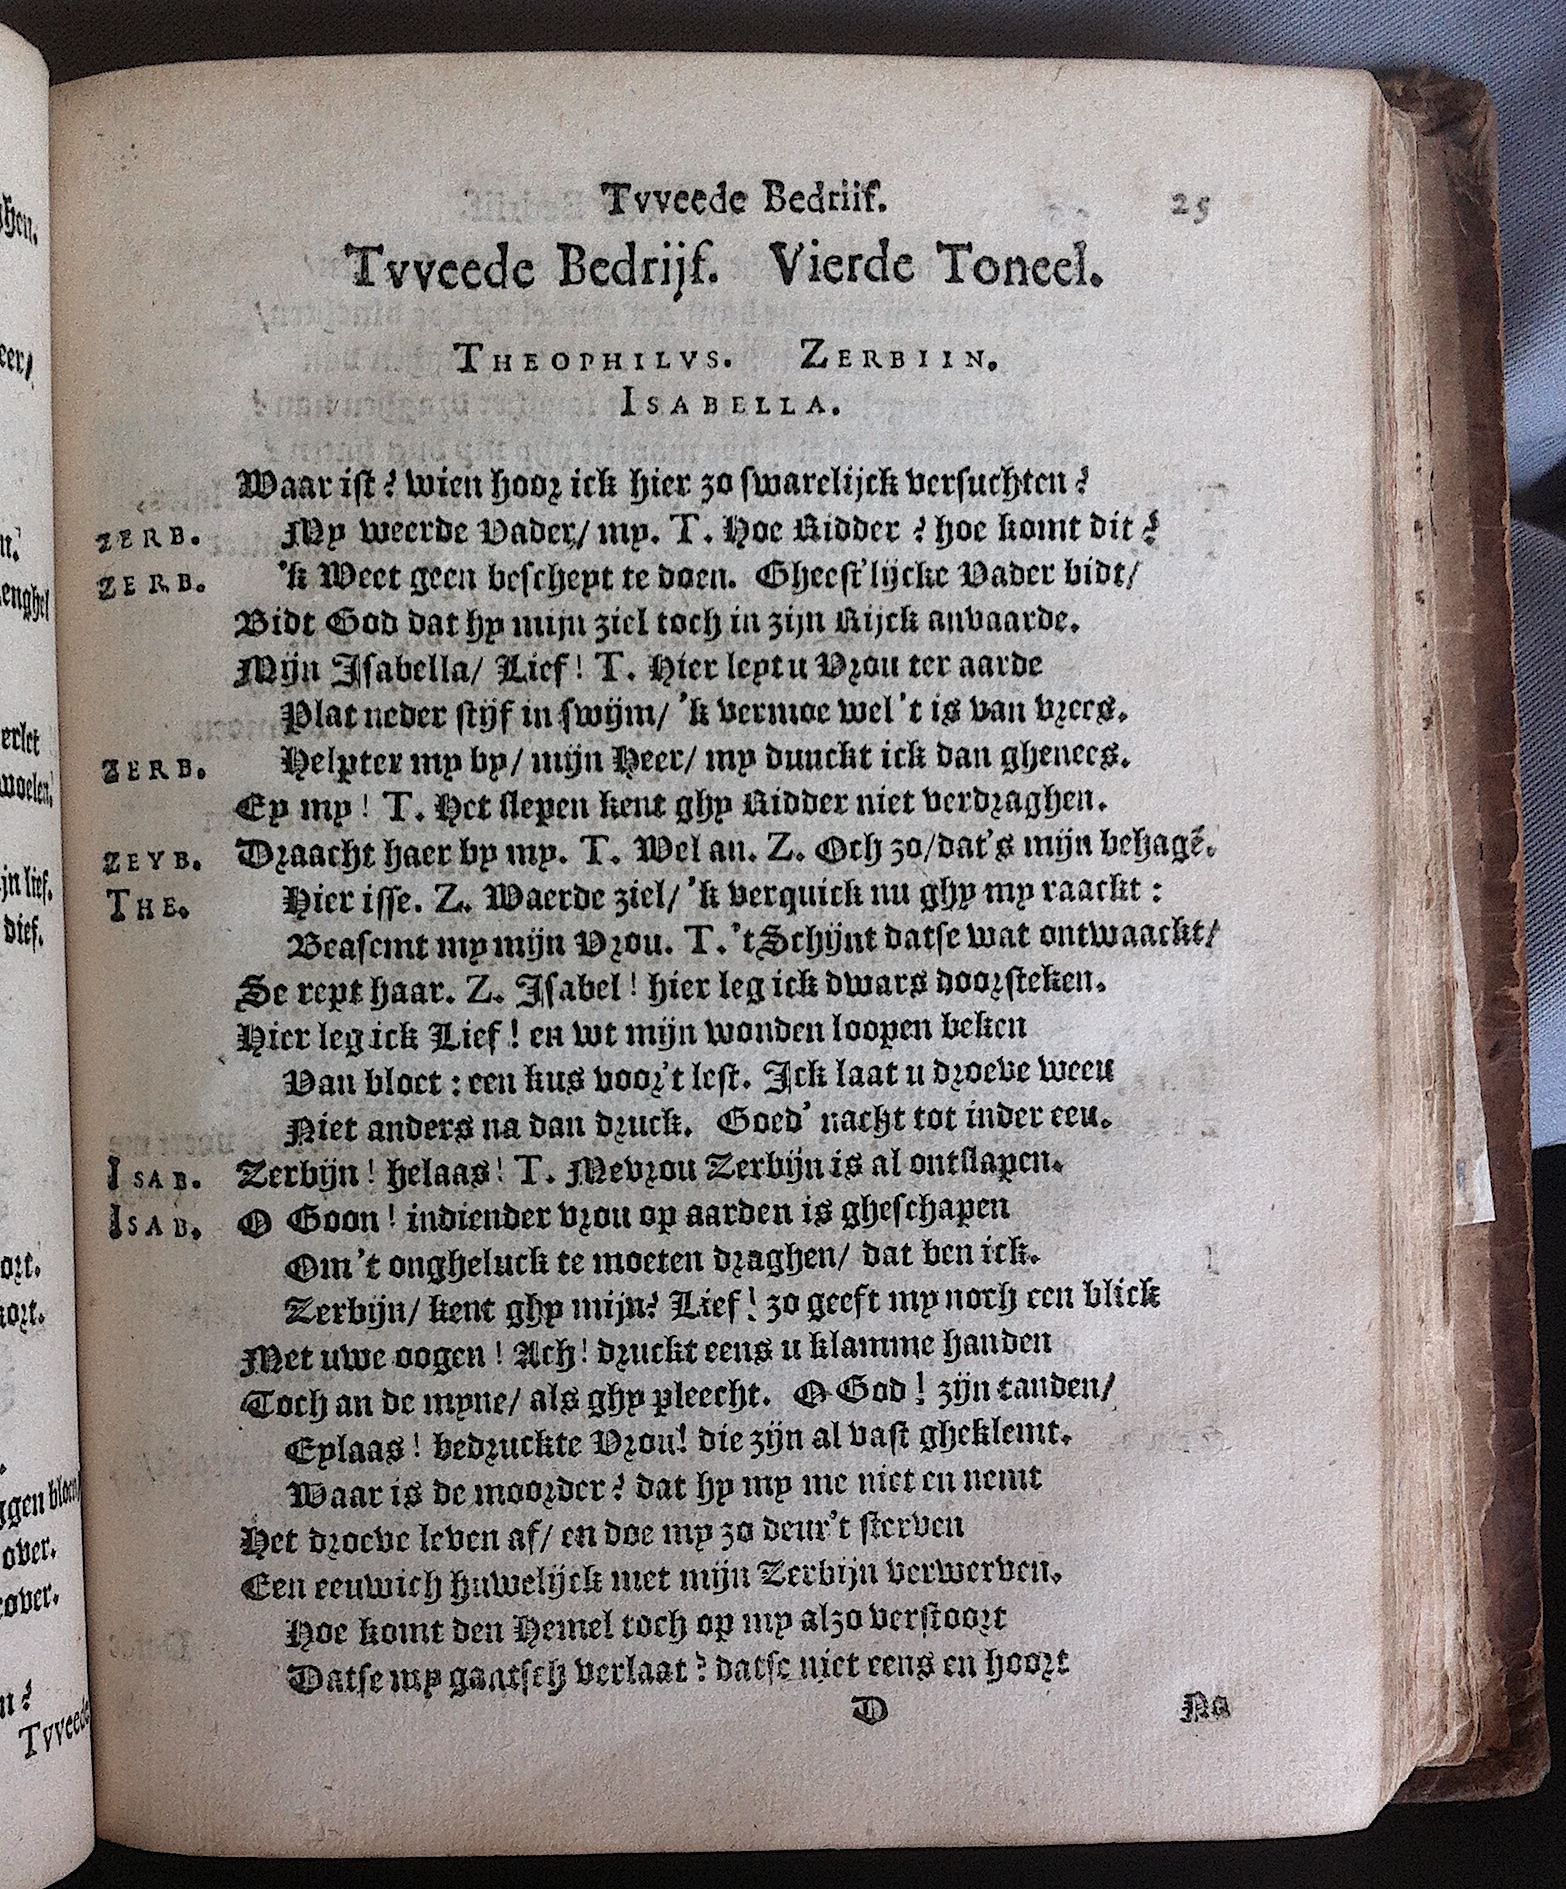 Tvveede Bedriif. 25
Tvveede Bedrijf. Vierde Toneel.
THEOPHILVS. ZERBIIN.
ISABELLA.
Waar ist? wien hoor ick hier zo swarelijck versuchten?
ZERB. My weerde Vader/ my. T. Hoe Ridder? hoe komt dit?
ZERB. 'k Weet geen bescheyt te doen. Gheest'lijcke Vader bidt/
Bidt God dat hy mijn ziel toch in zijn Rijck anvaarde.
Mijn Isabella/ Lief! T. Hier leyt u Vrou ter aarde
Plat neder stijf in swijm/ 'k vermoe wel 't is van vrees.
ZERB. Helpter my by/ mijn Heer/ my dunckt ick dan ghenees.
Ey my! T. Het slepen kent ghy Ridder niet verdraghen.
ZEYB. Draacht haer by my. T. Wel an. Z. Och zo/dat's mijn behagē.
THE. Hier isse. Z. Waerde ziel/ 'k verquick nu ghy my raackt:
Beasemt my mijn Vrou. T. 't Schijnt datse wat ontwaackt/
Se rept haar. Z. Isabel! hier leg ick dwars doorsteken.
Hier leg ick Lief! en wt mijn wonden loopen beken
Van bloet: een kus voor't lest. Ick laat u droeve weeu
Niet anders na dan druck. Goed' nacht tot inder eeu.
ISAB. Zerbijn! helaas! T. Mevrou Zerbijn is al ontslapen.
ISAB. O Goon! indiender vrou op aarden is gheschapen
Om't ongheluck te moeten draghen/ dat ben ick.
Zerbijn/ kent ghy mijn? Lief! zo geeft my noch een blick
Met uwe oogen! Ach! druckt eens u klamme handen
Toch an de myne/ als ghy pleecht. O God! zijn tanden/
Eylaas! bedruckte Vrou! die zijn al vast gheklemt.
Waar is de moorder? dat hy my me niet en nemt
Het droeve leven af/ en doe my zo deur't sterven
Een eeuwich huwelijck met mijn Zerbijn verwerven.
Hoe komt den Hemel toch op my alzo verstoort
Datse my gantsch verlaat? datse niet eens en hoort
D Na